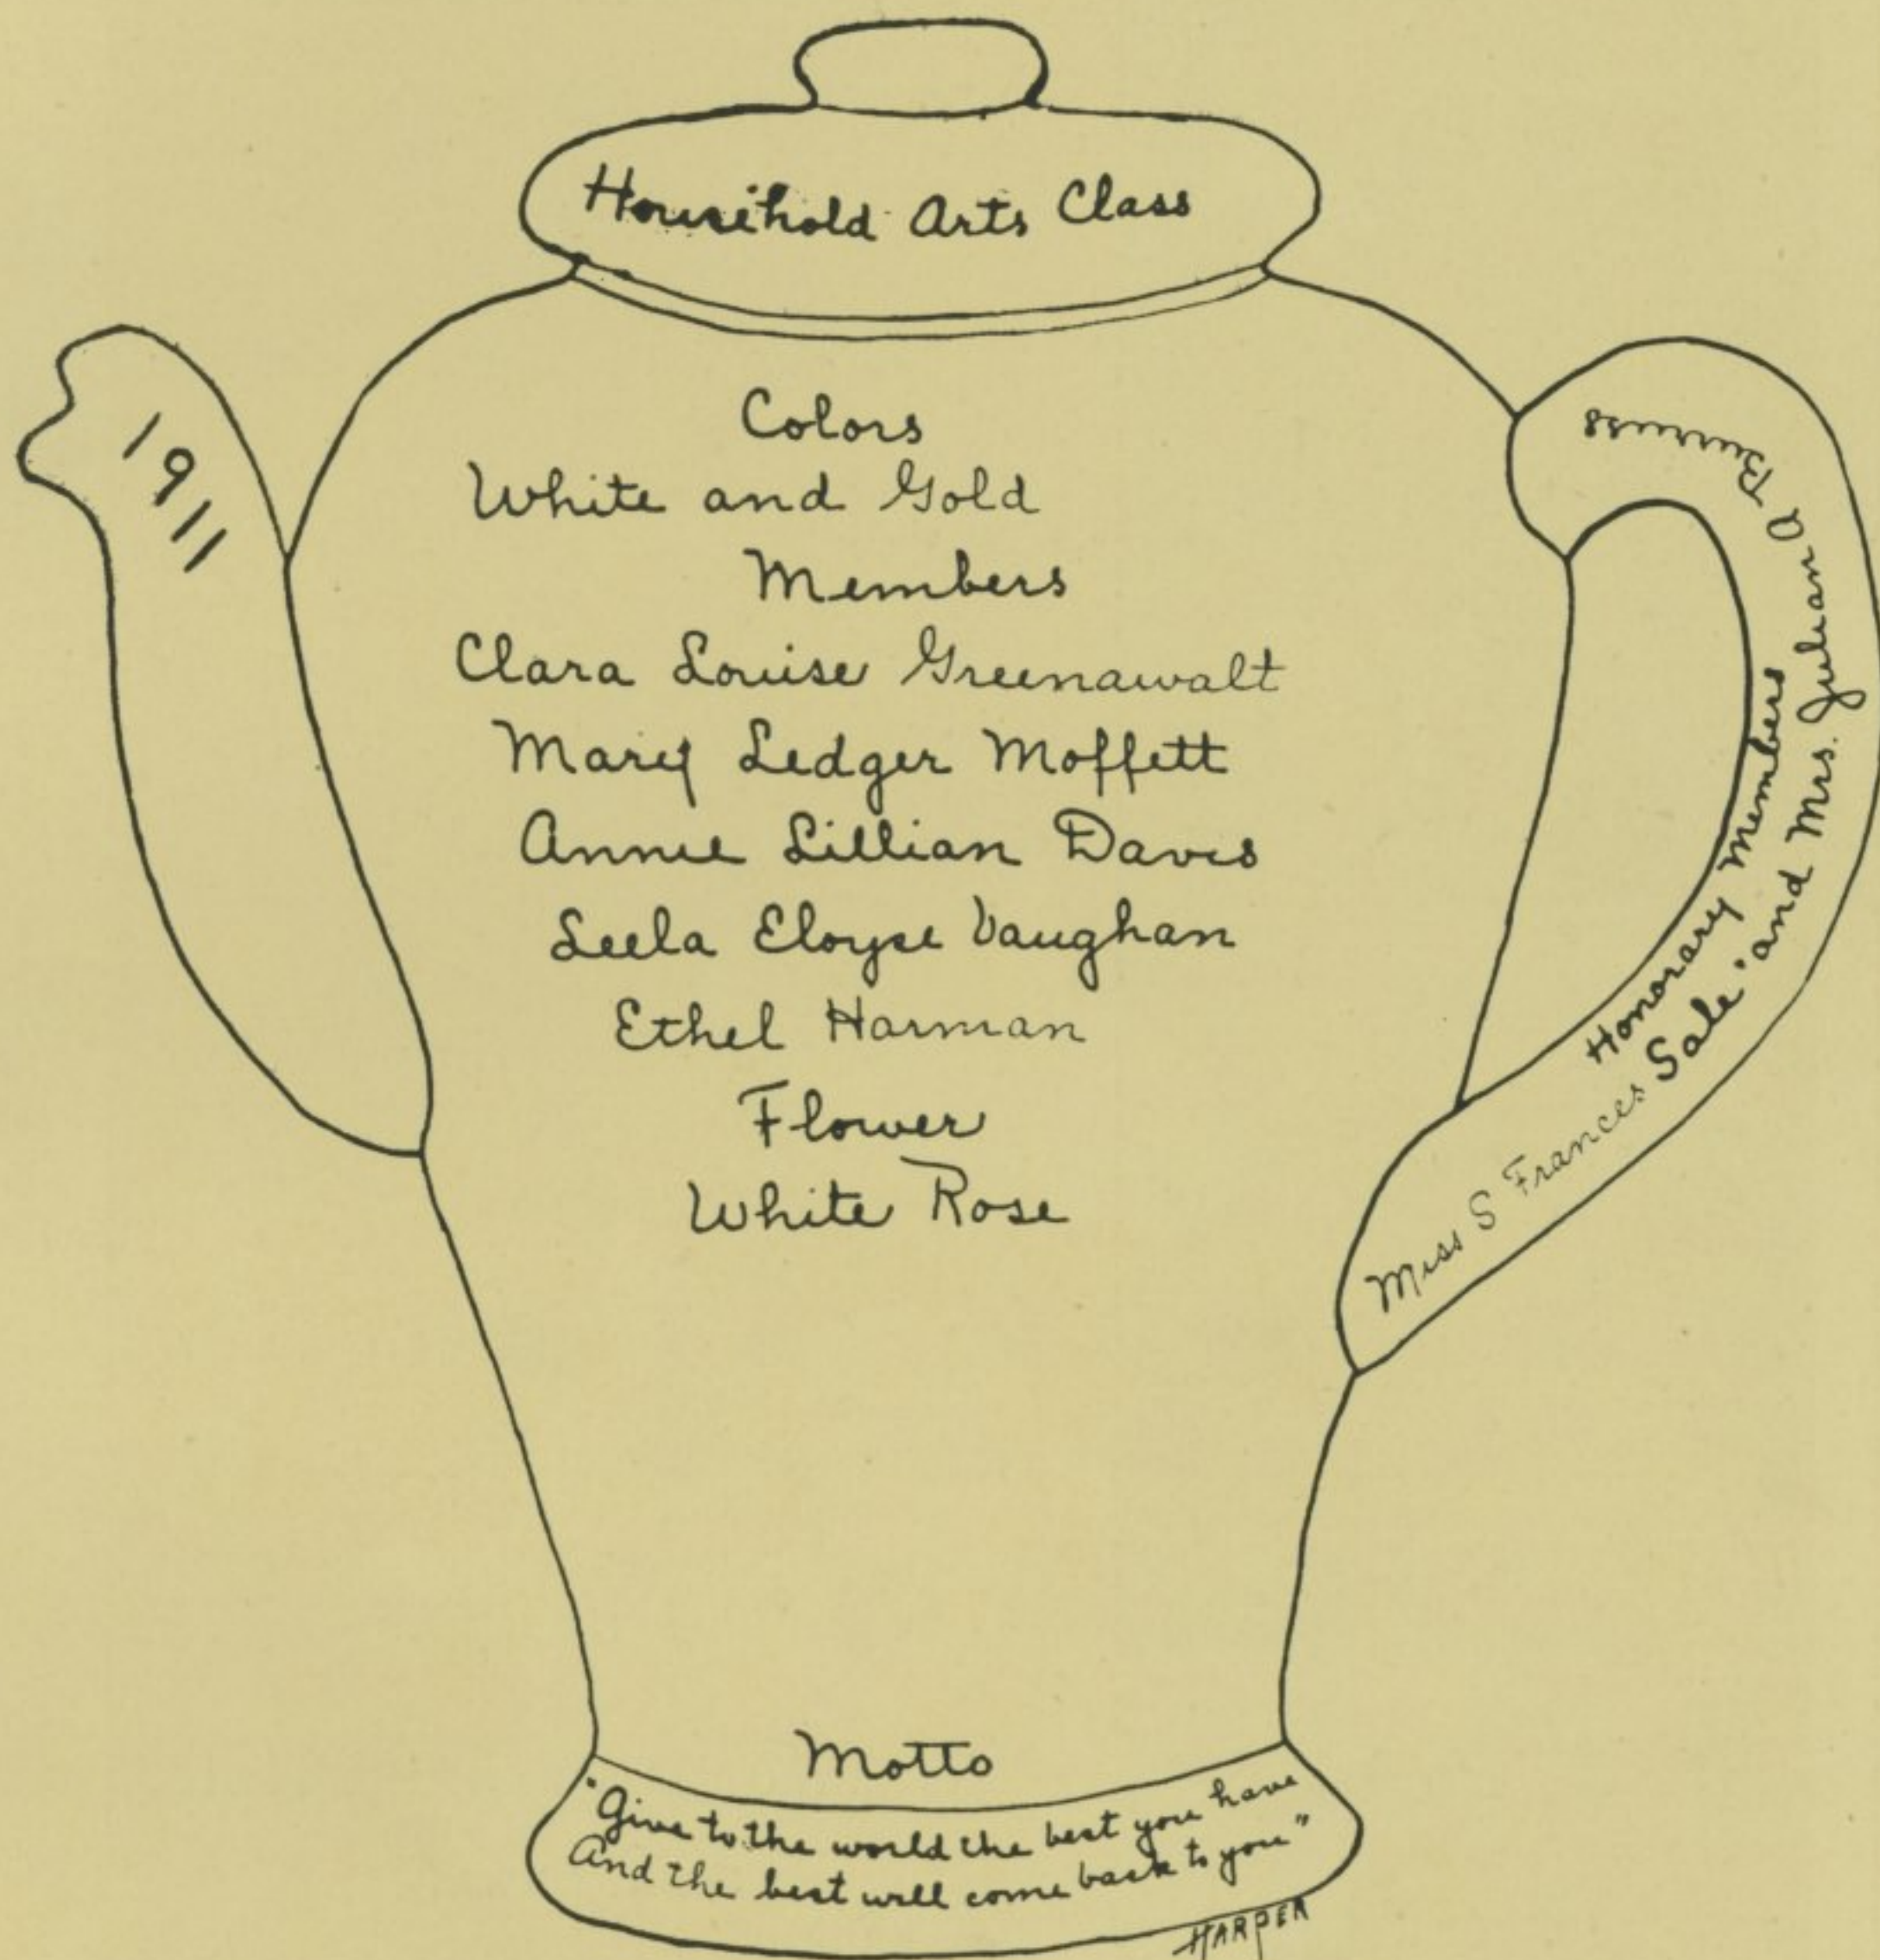 Household Arts Class
1911
Colors
White and Gold
Members
Clara Louise Greenawalt
Mary Ledger Moffett
Annie Lillian Davis
Leela Eloyse Vaughan
Ethel Harman
Flower
White Rose
Honorary Members
Miss S Frances Sale and Mrs. Julian A Burruss
Motto
"Give to the world the best you have
And the best will come back to you"
HARPER